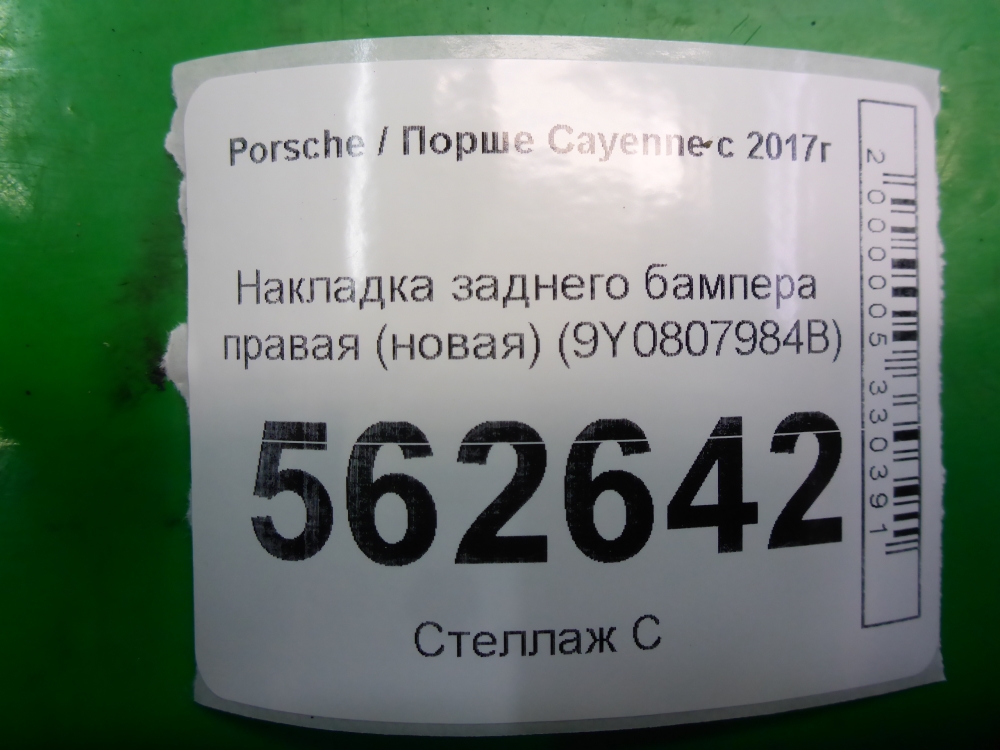 Porsche / Порше Cayenne с 2017г
Накладка заднего бампера
правая (новая) (9Y0807984B)
562642
Стеллаж С
2000005330391